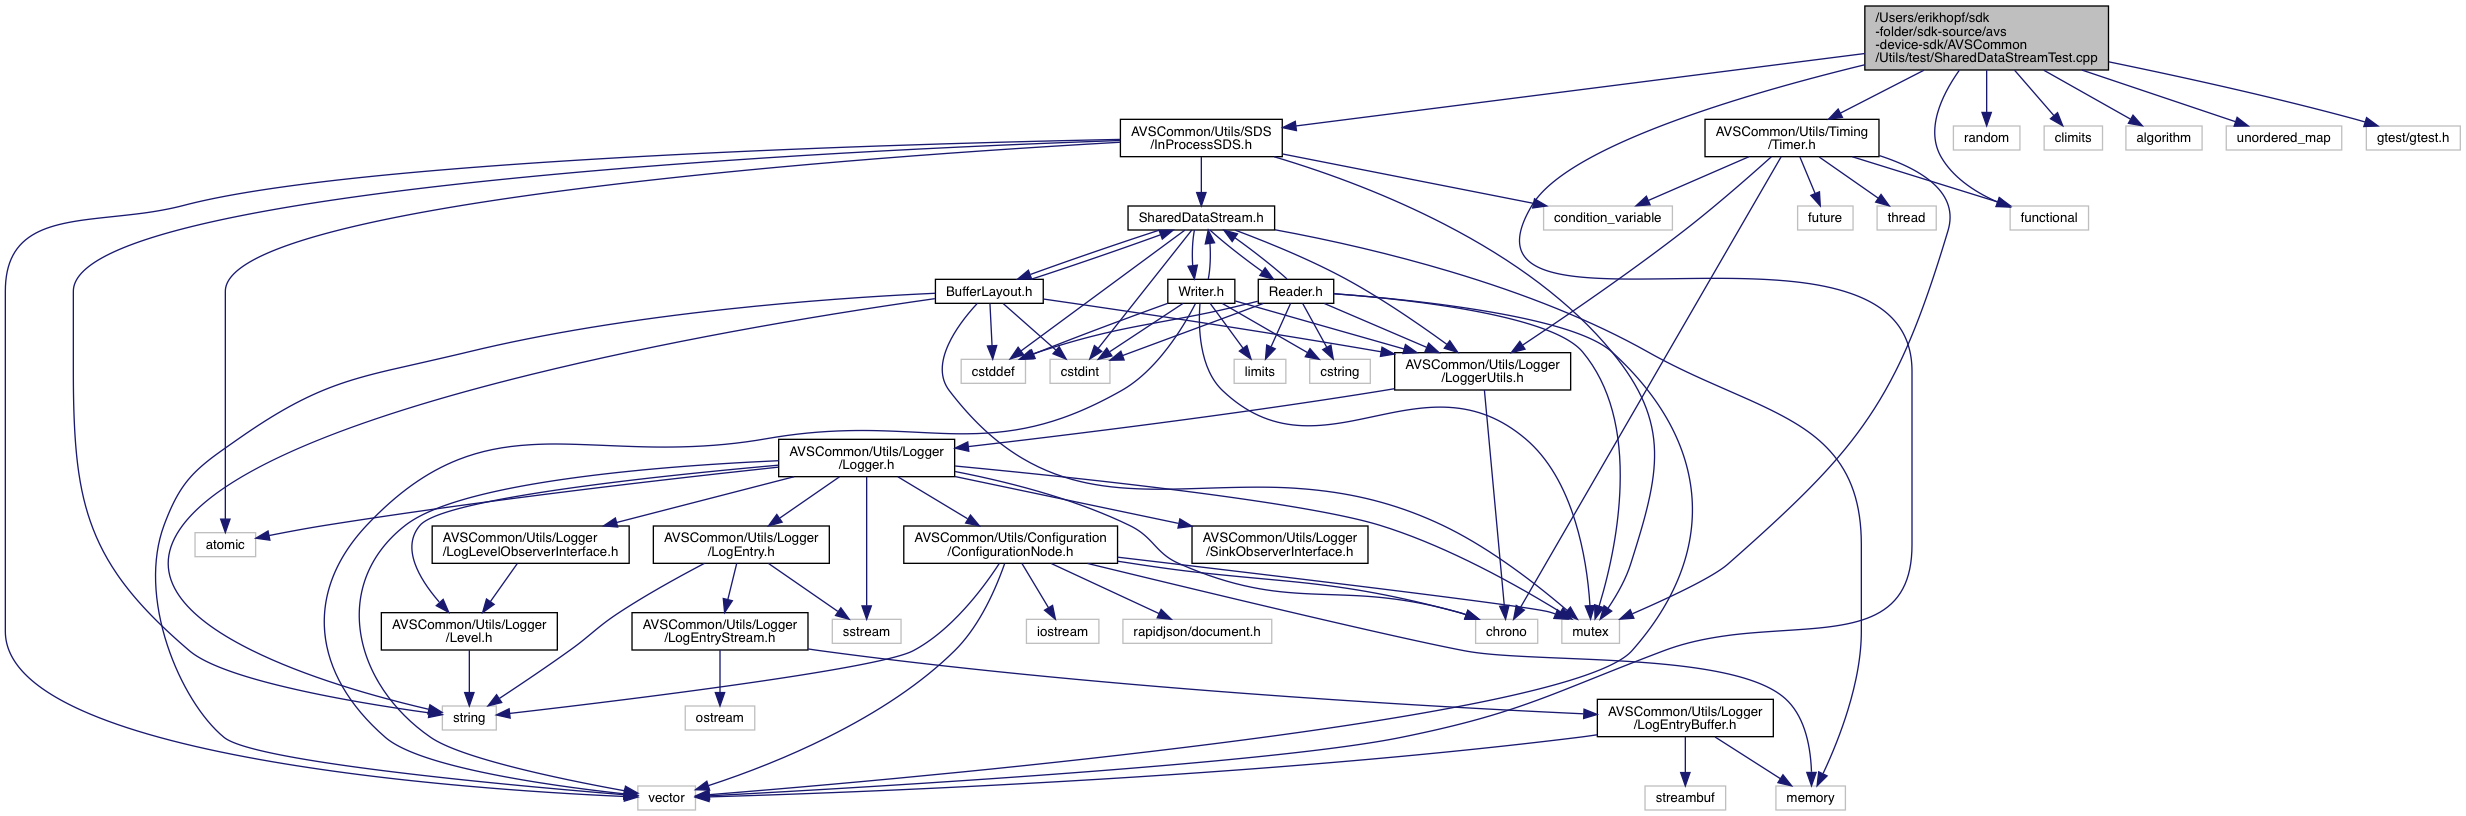 /Users/erikhopf/sdk
-folder/sdk-source/avs
-device-sdk/AVSCommon
/Utils/test/SharedDataStreamTest.cpp
AVSCommon/Utils/SDS
/InProcessSDS.h
AVSCommon/Utils/Timing
/Timer.h
random
climits
algorithm
unordered_map
gtest/gtest.h
SharedDataStream.h
condition_variable
future
thread
functional
BufferLayout.h
Writer.h
Reader.h
cstddef
cstdint
limits
cstring
AVSCommon/Utils/Logger
/LoggerUtils.h
AVSCommon/Utils/Logger
/Logger.h
atomic
AVSCommon/Utils/Logger
/LogLevelObserverInterface.h
AVSCommon/Utils/Logger
/LogEntry.h
AVSCommon/Utils/Configuration
/ConfigurationNode.h
AVSCommon/Utils/Logger
/SinkObserverInterface.h
AVSCommon/Utils/Logger
/Level.h
AVSCommon/Utils/Logger
/LogEntryStream.h
sstream
iostream
rapidjson/document.h
chrono
mutex
string
ostream
AVSCommon/Utils/Logger
/LogEntryBuffer.h
vector
streambuf
memory